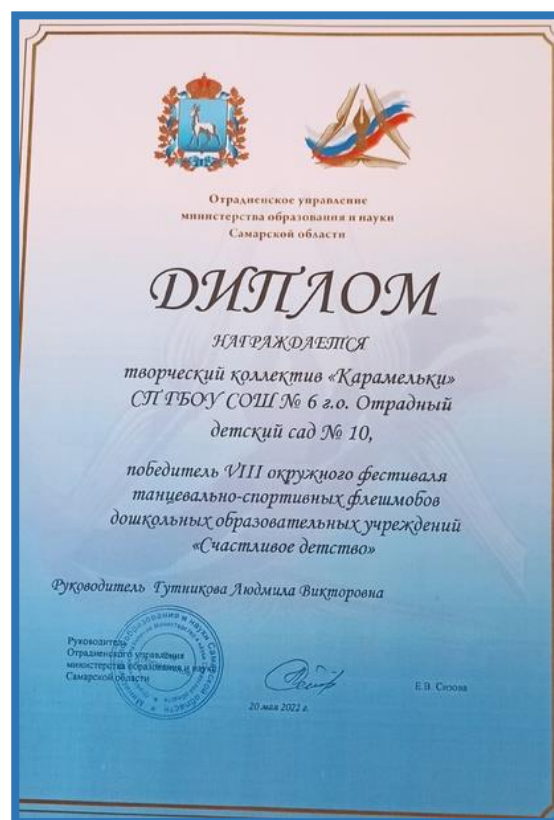 Отрадненское управление
министерства образования и науки
Самарской области
ДИПЛОМ
НАГРАЖДАЕТСЯ
творческий коллектив «Карамельки»
СП ГБОУ СОШ № 6 г.о. Отрадный
детский сад № 10,
победитель VIII окружного фестиваля
танцевально-спортивных флешмобов
дошкольных образовательных учреждений
«Счастливое детство»
Руководитель Гутникова Людмила Викторовна
Руководитель
Отрадненского управления
министерства образования и науки
Самарской области
Е.В. Сизова
20 мая 2022 г.